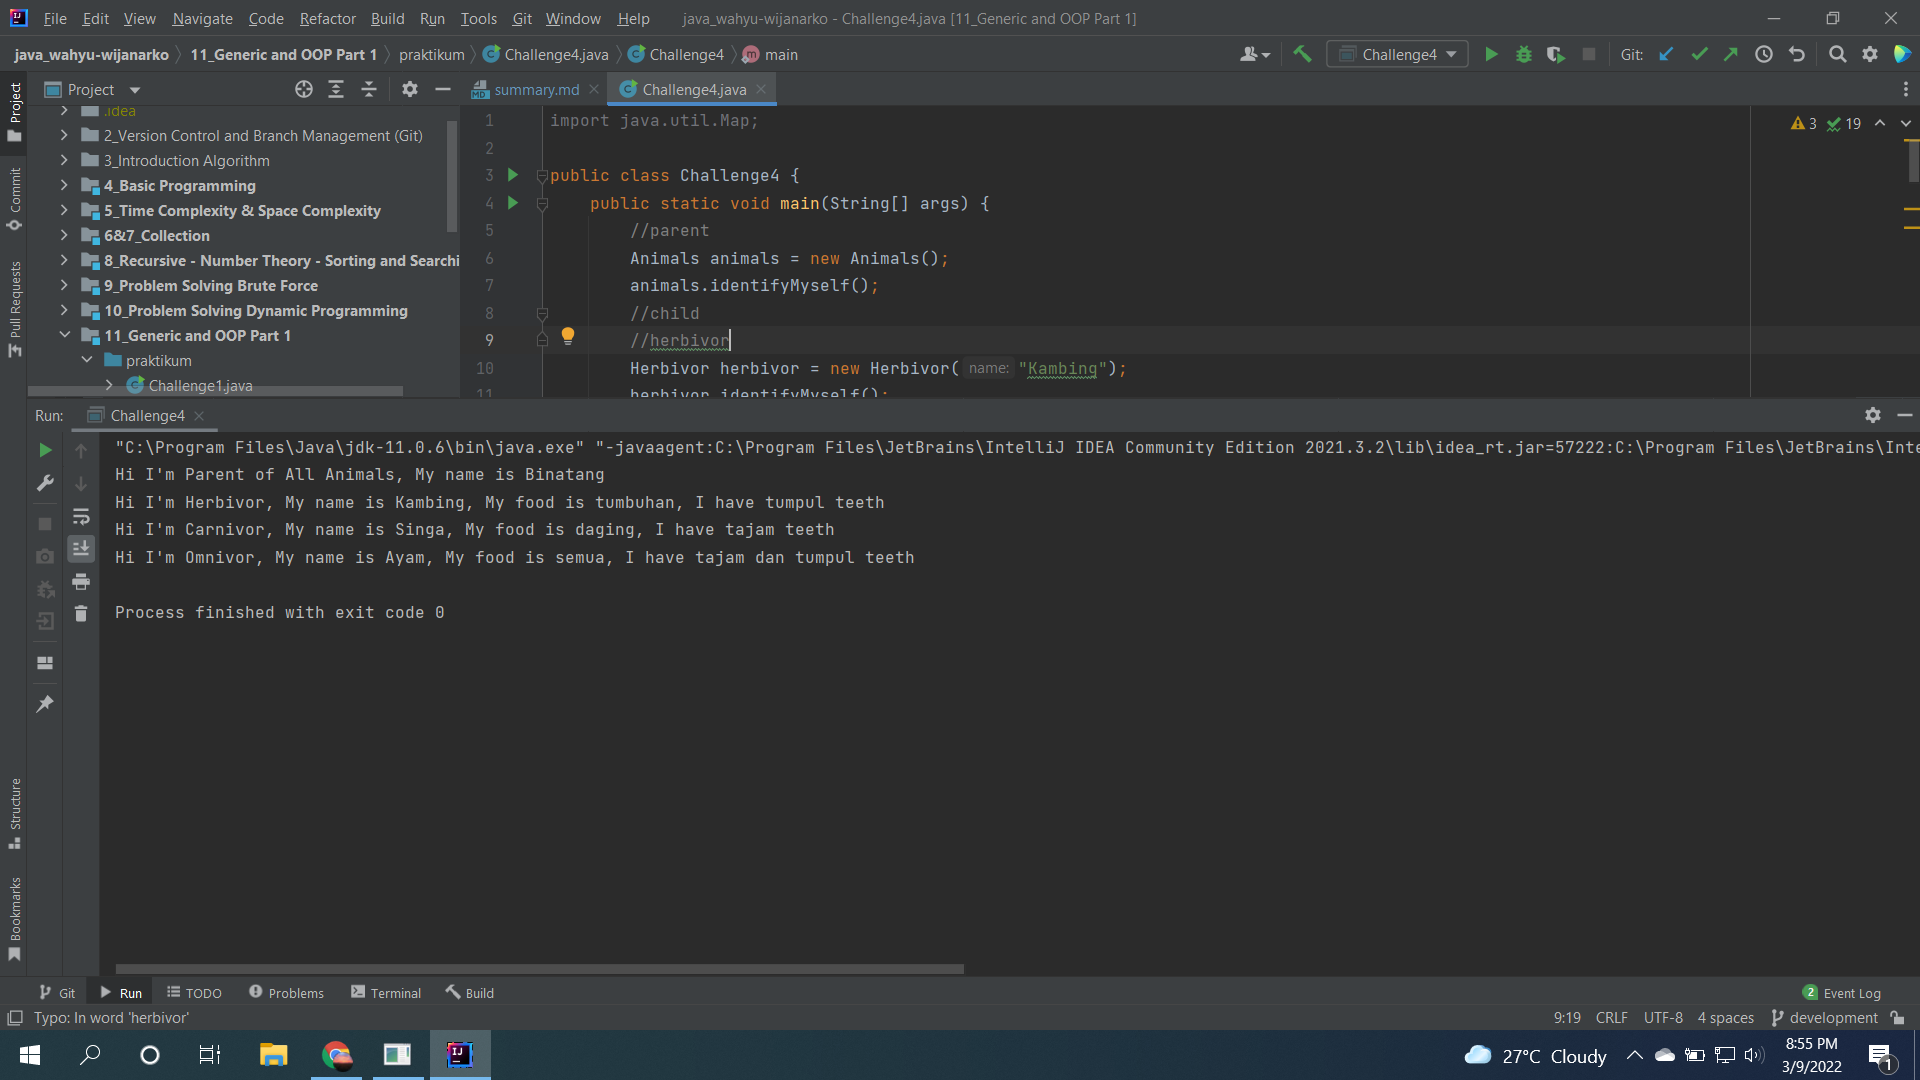 File Edit View Navigate Code Refactor Build Run Tools Git Window Help java_wahyu-wijanarko - Challenge4.java [11_Generic and OOP Part 1]
java_wahyu-wijanarko 11_Generic and OOP Part 1 praktikum Challenge4.java Challenge4 main Challenge4 Git:
Project
summary.md Challenge4.java
.idea
2_Version Control and Branch Management (Git)
3_Introduction Algorithm
4_Basic Programming
5_Time Complexity & Space Complexity
6&7_Collection
8_Recursive - Number Theory - Sorting and Searchi
9_Problem Solving Brute Force
10_Problem Solving Dynamic Programming
11_Generic and OOP Part 1
praktikum
Challenge1.java
Project
Commit
Pull Requests
Structure
Bookmarks
3 19
1 import java.util.Map;
2
3 public class Challenge4 {
4 public static void main(String[] args) {
5 //parent
6 Animals animals = new Animals();
7 animals.identifyMyself();
8 //child
9 //herbivor
10 Herbivor herbivor = new Herbivor( name: "Kambing");
11 herbivor.identifyMyself();
Run: Challenge4
"C:\Program Files\Java\jdk-11.0.6\bin\java.exe" "-javaagent:C:\Program Files\JetBrains\IntelliJ IDEA Community Edition 2021.3.2\lib\idea_rt.jar=57222:C:\Program Files\JetBrains\Inte
Hi I'm Parent of All Animals, My name is Binatang
Hi I'm Herbivor, My name is Kambing, My food is tumbuhan, I have tumpul teeth
Hi I'm Carnivor, My name is Singa, My food is daging, I have tajam teeth
Hi I'm Omnivor, My name is Ayam, My food is semua, I have tajam dan tumpul teeth
Process finished with exit code 0
Git Run TODO Problems Terminal Build 2 Event Log
Typo: In word 'herbivor' 9:19 CRLF UTF-8 4 spaces development
27°C Cloudy 8:55 PM
3/9/2022 1